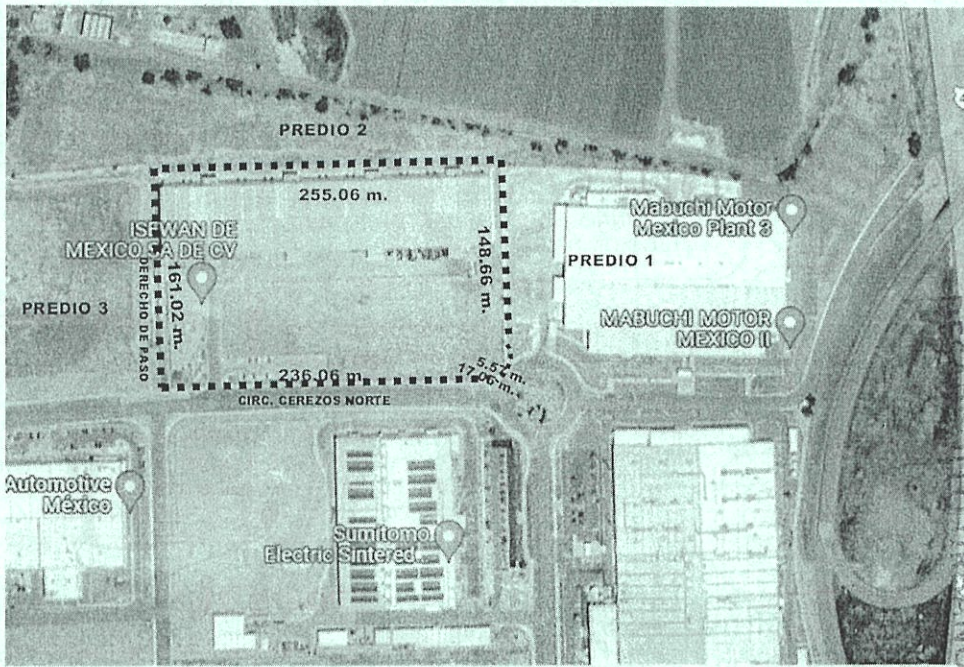 PREDIO 2
255.06 m.
Mabuchi Motor
Mexico Plant 3
ISEWAN DE
MEXICO SA DE CV
148.66 m.
PREDIO 1
161.02 m.
DERECHO DE PASO
PREDIO 3
MABUCHI MOTOR
MEXICO II
5.57 m.
17.06 m.
236.06 m.
CIRC. CEREZOS NORTE
Automotive
México
Sumitomo
Electric Sintered...